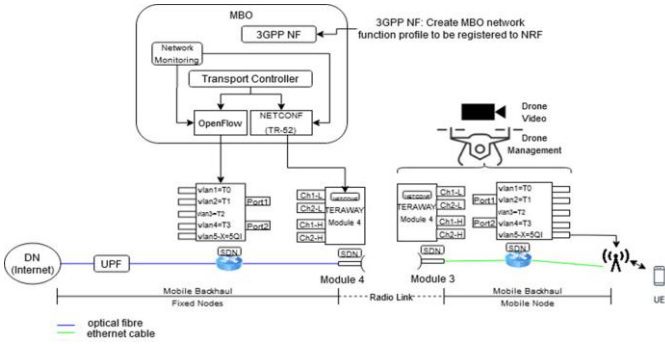 MBO
3GPP NF: Create MBO network
function profile to be registered to NRF
3GPP NF
Network
Monitoring
Transport Controller
OpenFlow
NETCONF
(TR-52)
Drone
Video
Drone
Management
vlan1=T0
vlan2=T1
vlan3=T2
vlan4=T3
vlan5-X=5QI
Port1
Port2
Ch1-L
Ch2-L
Ch1-H
Ch2-H
NETCONF
TERAWAY
Module 4
NETCONF
TERAWAY
Module 4
Ch1-L
Ch2-L
Ch1-H
Ch2-H
Port1
Port2
vlan1=T0
vlan2=T1
vlan3=T2
vlan4=T3
vlan5-X=5QI
DN
(Internet)
UPF
SDN
SDN
Module 4
SDN
Module 3
SDN
UE
Mobile Backhaul
Fixed Nodes
Radio Link
Mobile Backhaul
Mobile Node
optical fibre
ethernet cable